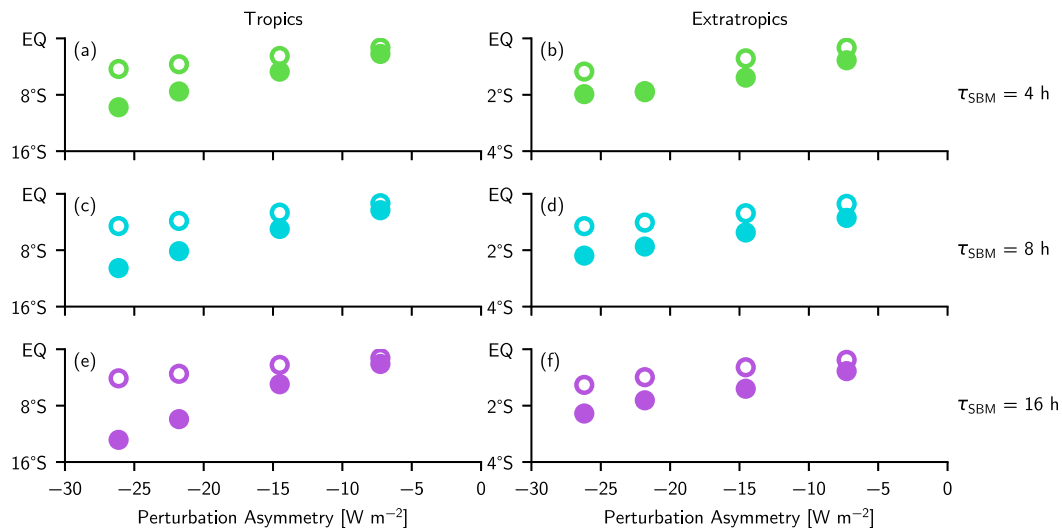 Tropics
Extratropics
EQ
(a)
8°S
16°S
EQ
(b)
2°S
4°S
τSBM = 4 h
EQ
(c)
8°S
16°S
EQ
(d)
2°S
4°S
τSBM = 8 h
EQ
(e)
8°S
16°S
EQ
(f)
2°S
4°S
τSBM = 16 h
−30 −25 −20 −15 −10 −5 0
−30 −25 −20 −15 −10 −5 0
Perturbation Asymmetry [W m−2]
Perturbation Asymmetry [W m−2]